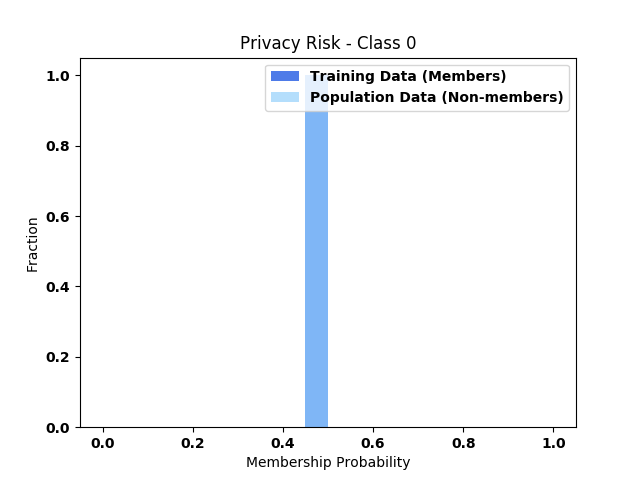 Privacy Risk - Class 0
Training Data (Members)
Population Data (Non-members)
1.0
0.8
0.6
0.4
0.2
0.0
Fraction
0.0 0.2 0.4 0.6 0.8 1.0
Membership Probability